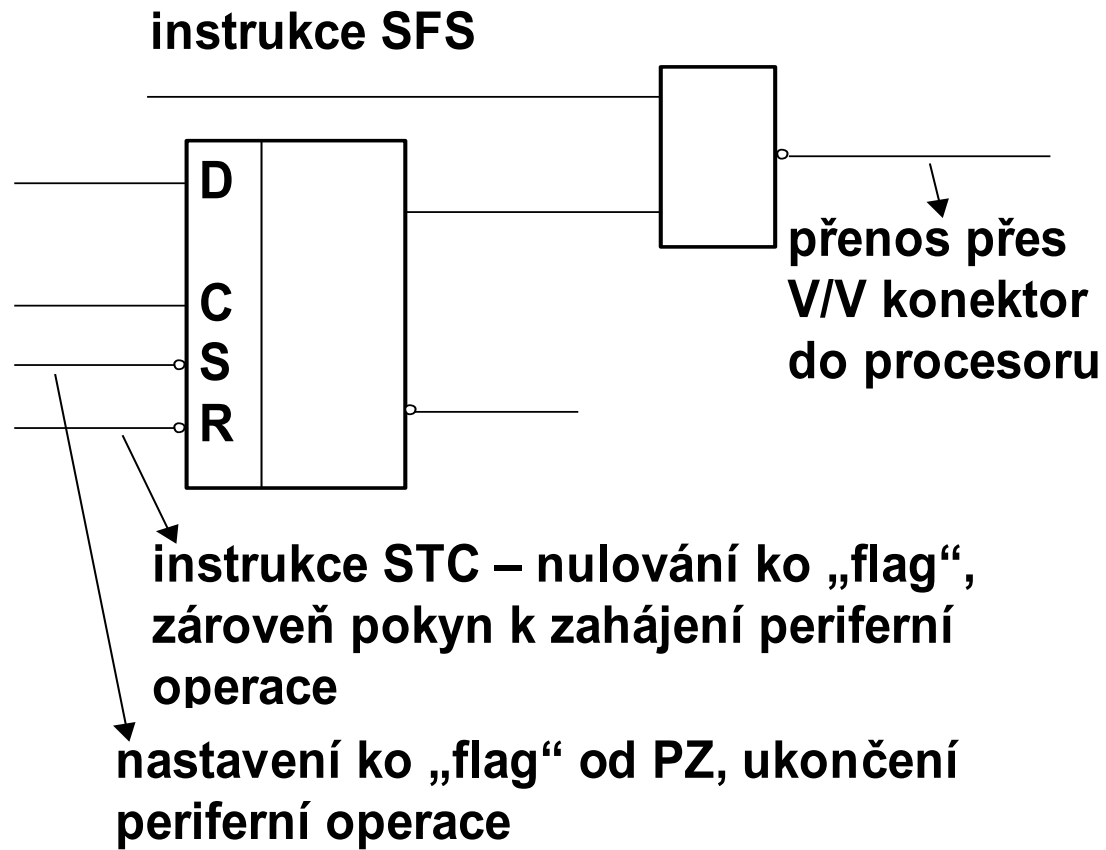 instrukce SFS
D
C
S
R
přenos přes
V/V konektor
do procesoru
instrukce STC – nulování ko „flag“,
zároveň pokyn k zahájení periferní
operace
nastavení ko „flag“ od PZ, ukončení
periferní operace